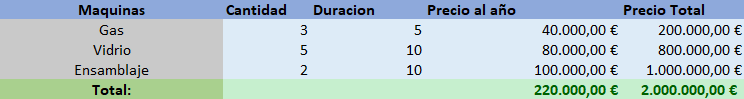 Maquinas Cantidad Duracion Precio al año Precio Total
Gas 3 5 40.000,00 € 200.000,00 €
Vidrio 5 10 80.000,00 € 800.000,00 €
Ensamblaje 2 10 100.000,00 € 1.000.000,00 €
Total: 220.000,00 € 2.000.000,00 €